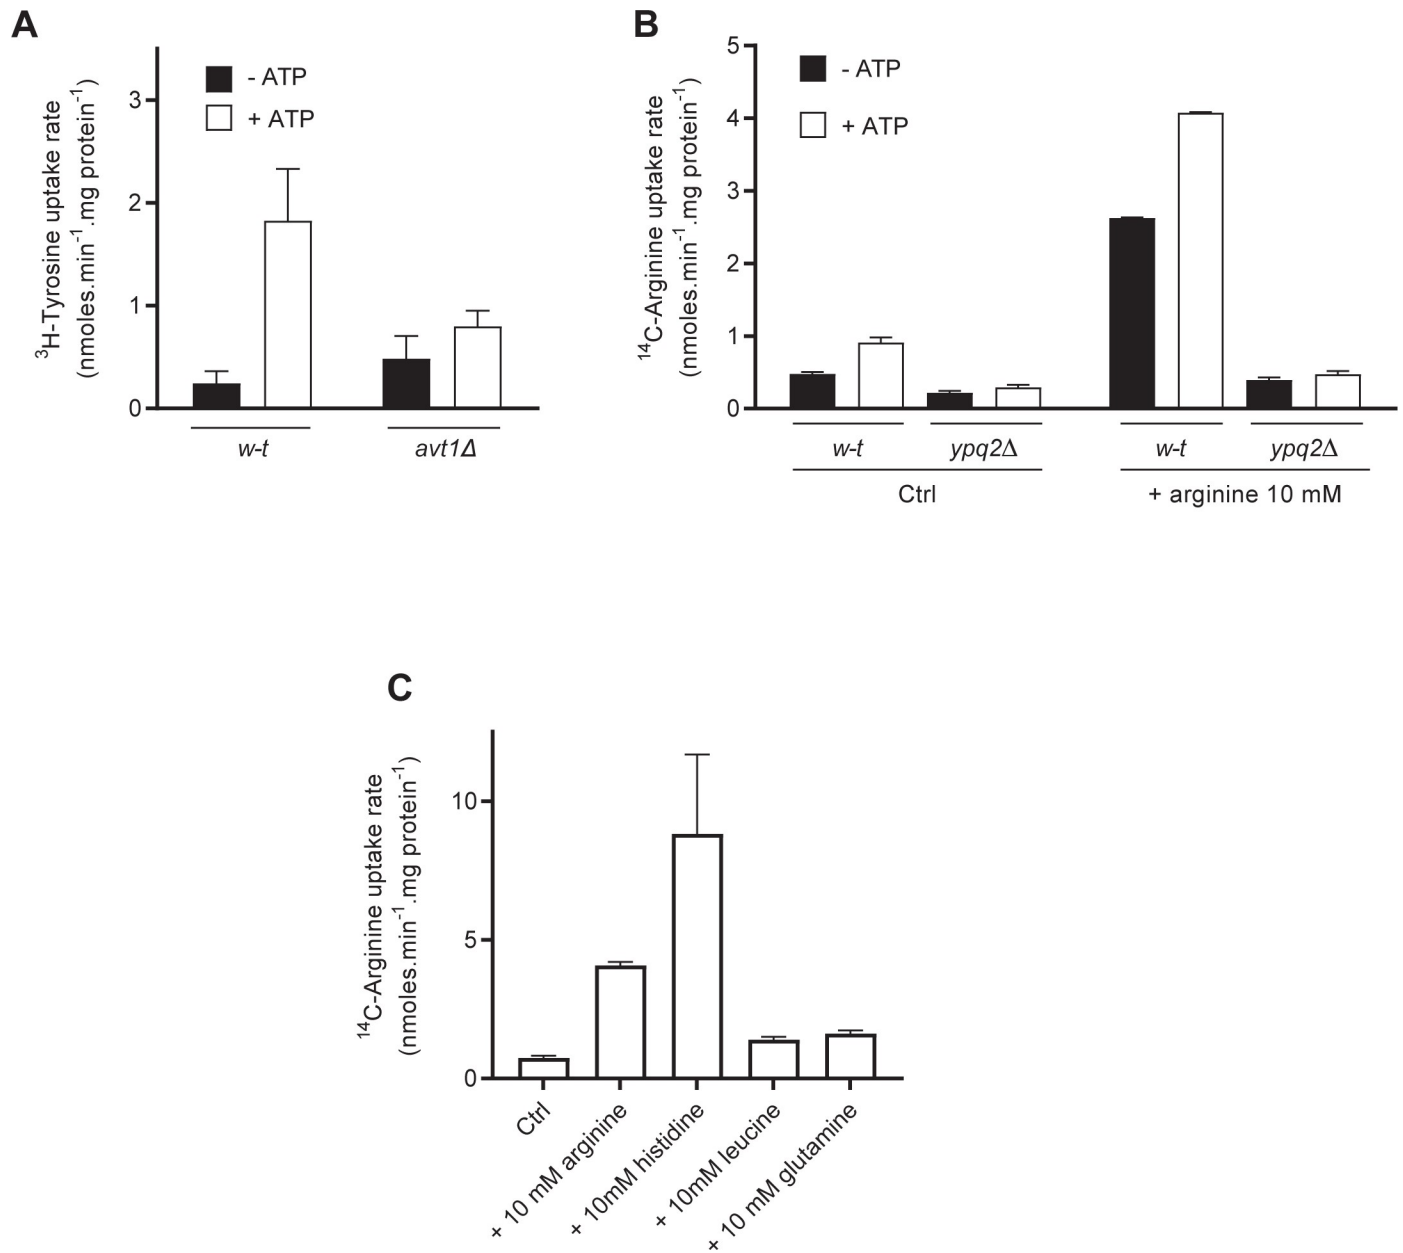 A
- ATP
+ ATP
³H-Tyrosine uptake rate
(nmoles.min⁻¹.mg protein⁻¹)
3
2
1
0
w-t
avt1Δ
B
- ATP
+ ATP
¹⁴C-Arginine uptake rate
(nmoles.min⁻¹.mg protein⁻¹)
5
4
3
2
1
0
w-t
ypq2Δ
w-t
ypq2Δ
Ctrl
+ arginine 10 mM
C
¹⁴C-Arginine uptake rate
(nmoles.min⁻¹.mg protein⁻¹)
10
5
0
Ctrl
+ 10 mM arginine
+ 10mM histidine
+ 10mM leucine
+ 10 mM glutamine